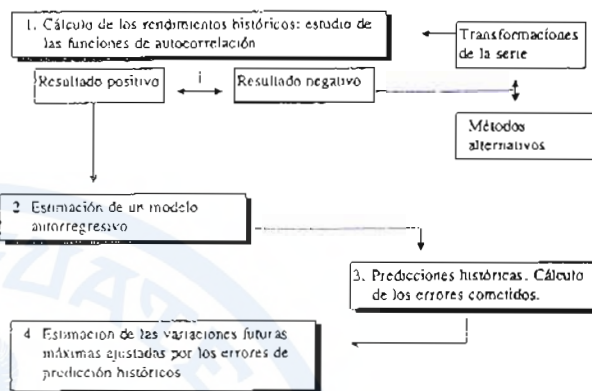 1. Cálculo de los rendimientos históricos: estudio de
las funciones de autocorrelación
Transformaciones
de la serie
Resultado positivo
i
Resultado negativo
Métodos
alternativos
2 Estimación de un modelo
autorregresivo
3. Predicciones históricas. Cálculo
de los errores cometidos.
4 Estimación de las variaciones futuras
máximas ajustadas por los errores de
predicción históricos